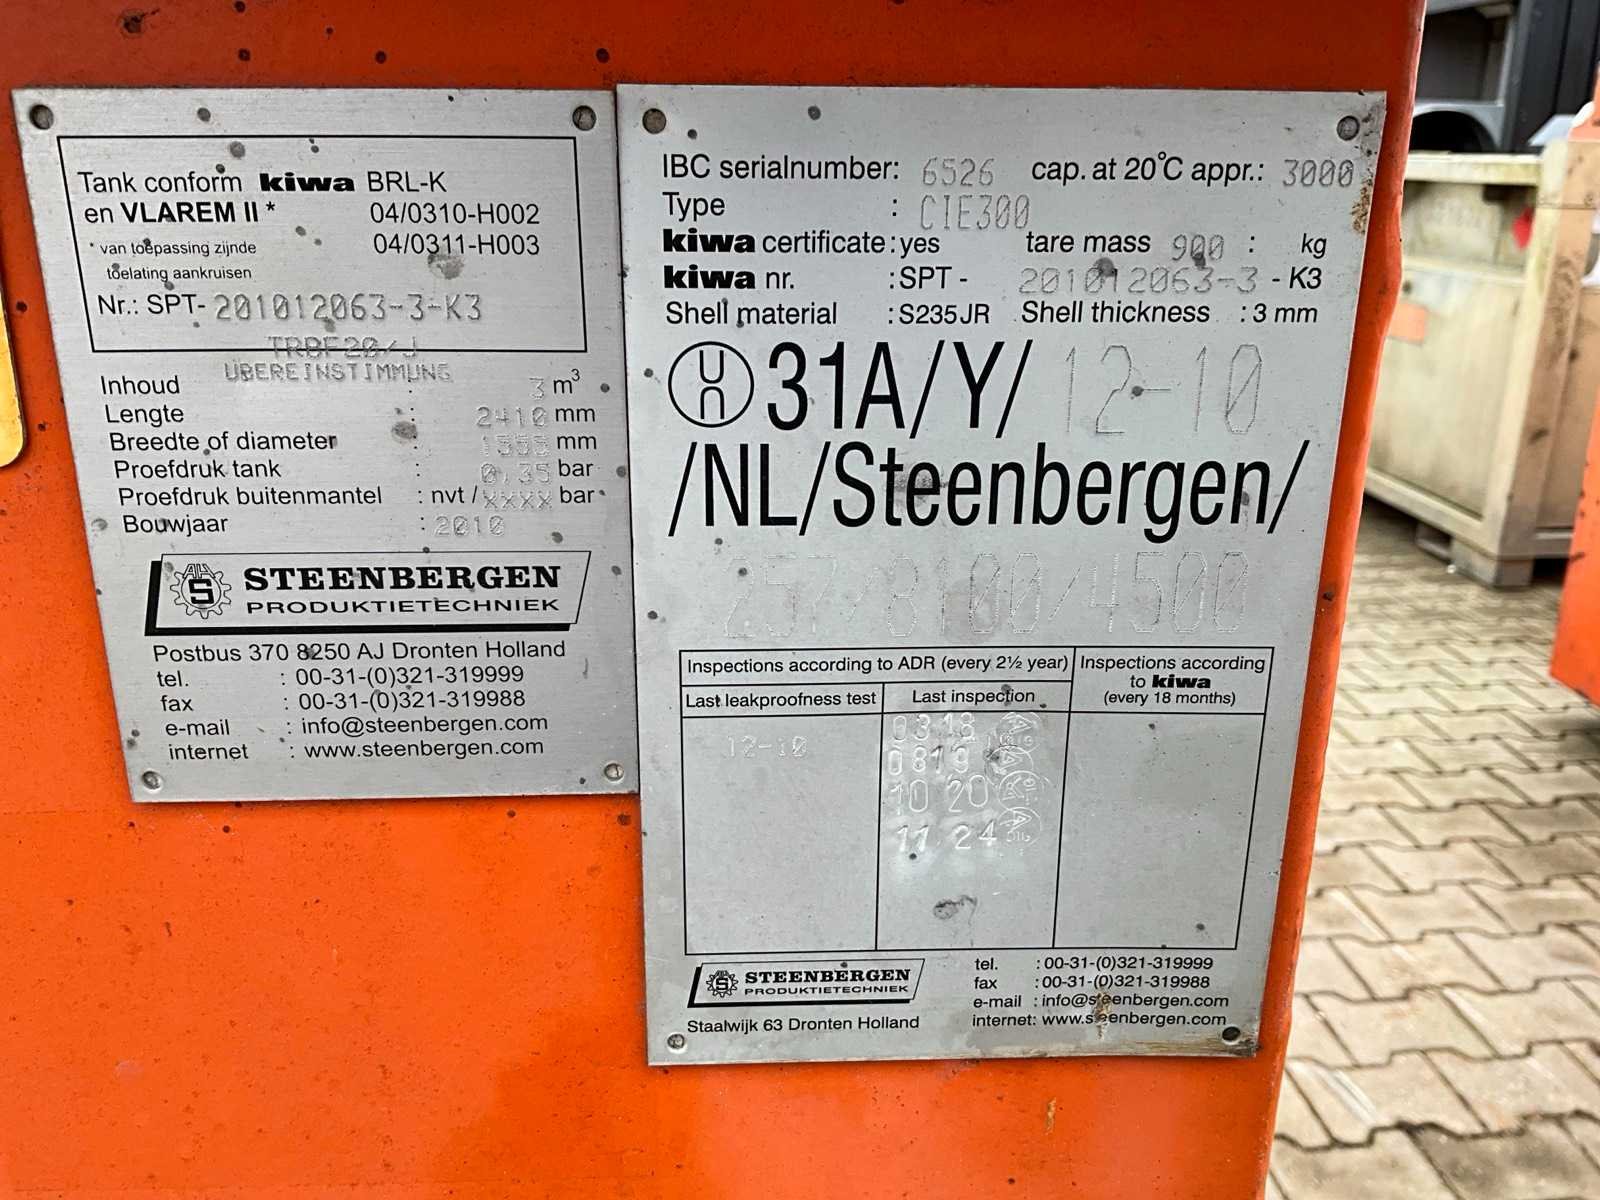 Tank conform kiwa BRL-K
en VLAREM II * 04/0310-H002
* van toepassing zijnde 04/0311-H003
toelating aankruisen
Nr.: SPT-201012063-3-K3
TRBF20/J
UBEREINSTIMMUNG
Inhoud : 3 m³
Lengte : 2410 mm
Breedte of diameter : 1555 mm
Proefdruk tank : 0,35 bar
Proefdruk buitenmantel : nvt / xxxx bar
Bouwjaar : 2010
STEENBERGEN
PRODUKTIETECHNIEK
Postbus 370 8250 AJ Dronten Holland
tel. : 00-31-(0)321-319999
fax : 00-31-(0)321-319988
e-mail : info@steenbergen.com
internet : www.steenbergen.com
IBC serialnumber: 6526 cap. at 20°C appr.: 3000
Type : CIE300
kiwa certificate: yes tare mass 900 : kg
kiwa nr. : SPT - 201012063-3 - K3
Shell material : S235JR Shell thickness : 3 mm
un 31A/Y/ 12-10
/NL/Steenbergen/
257/8100/4500
Inspections according to ADR (every 2½ year)
Last leakproofness test
12-10
Last inspection
03 18
08 19
10 20
11 24
Inspections according
to kiwa
(every 18 months)
STEENBERGEN
PRODUKTIETECHNIEK
Staalwijk 63 Dronten Holland
tel. : 00-31-(0)321-319999
fax : 00-31-(0)321-319988
e-mail : info@steenbergen.com
internet: www.steenbergen.com